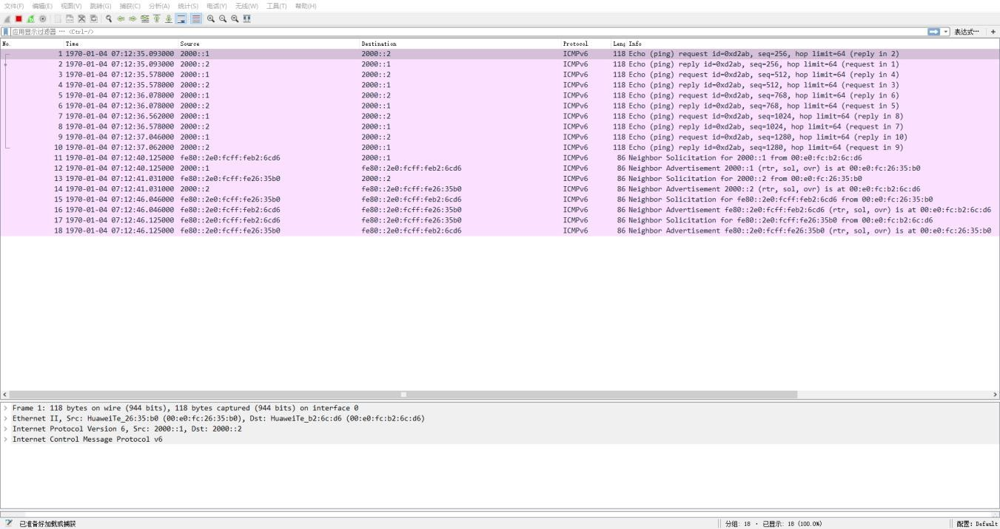 文件(F) 编辑(E) 视图(V) 跳转(G) 捕获(C) 分析(A) 统计(S) 电话(Y) 无线(W) 工具(T) 帮助(H)
应用显示过滤器 … <Ctrl-/> 表达式… +
No. Time Source Destination Protocol Leng Info
1 1970-01-04 07:12:35.093000 2000::1 2000::2 ICMPv6 118 Echo (ping) request id=0xd2ab, seq=256, hop limit=64 (reply in 2)
2 1970-01-04 07:12:35.093000 2000::2 2000::1 ICMPv6 118 Echo (ping) reply id=0xd2ab, seq=256, hop limit=64 (request in 1)
3 1970-01-04 07:12:35.578000 2000::1 2000::2 ICMPv6 118 Echo (ping) request id=0xd2ab, seq=512, hop limit=64 (reply in 4)
4 1970-01-04 07:12:35.578000 2000::2 2000::1 ICMPv6 118 Echo (ping) reply id=0xd2ab, seq=512, hop limit=64 (request in 3)
5 1970-01-04 07:12:36.078000 2000::1 2000::2 ICMPv6 118 Echo (ping) request id=0xd2ab, seq=768, hop limit=64 (reply in 6)
6 1970-01-04 07:12:36.078000 2000::2 2000::1 ICMPv6 118 Echo (ping) reply id=0xd2ab, seq=768, hop limit=64 (request in 5)
7 1970-01-04 07:12:36.562000 2000::1 2000::2 ICMPv6 118 Echo (ping) request id=0xd2ab, seq=1024, hop limit=64 (reply in 8)
8 1970-01-04 07:12:36.578000 2000::2 2000::1 ICMPv6 118 Echo (ping) reply id=0xd2ab, seq=1024, hop limit=64 (request in 7)
9 1970-01-04 07:12:37.046000 2000::1 2000::2 ICMPv6 118 Echo (ping) request id=0xd2ab, seq=1280, hop limit=64 (reply in 10)
10 1970-01-04 07:12:37.062000 2000::2 2000::1 ICMPv6 118 Echo (ping) reply id=0xd2ab, seq=1280, hop limit=64 (request in 9)
11 1970-01-04 07:12:40.125000 fe80::2e0:fcff:feb2:6cd6 2000::1 ICMPv6 86 Neighbor Solicitation for 2000::1 from 00:e0:fc:b2:6c:d6
12 1970-01-04 07:12:40.125000 2000::1 fe80::2e0:fcff:feb2:6cd6 ICMPv6 86 Neighbor Advertisement 2000::1 (rtr, sol, ovr) is at 00:e0:fc:26:35:b0
13 1970-01-04 07:12:41.031000 fe80::2e0:fcff:fe26:35b0 2000::2 ICMPv6 86 Neighbor Solicitation for 2000::2 from 00:e0:fc:26:35:b0
14 1970-01-04 07:12:41.031000 2000::2 fe80::2e0:fcff:fe26:35b0 ICMPv6 86 Neighbor Advertisement 2000::2 (rtr, sol, ovr) is at 00:e0:fc:b2:6c:d6
15 1970-01-04 07:12:46.046000 fe80::2e0:fcff:fe26:35b0 fe80::2e0:fcff:feb2:6cd6 ICMPv6 86 Neighbor Solicitation for fe80::2e0:fcff:feb2:6cd6 from 00:e0:fc:26:35:b0
16 1970-01-04 07:12:46.046000 fe80::2e0:fcff:feb2:6cd6 fe80::2e0:fcff:fe26:35b0 ICMPv6 86 Neighbor Advertisement fe80::2e0:fcff:feb2:6cd6 (rtr, sol, ovr) is at 00:e0:fc:b2:6c:d6
17 1970-01-04 07:12:46.125000 fe80::2e0:fcff:feb2:6cd6 fe80::2e0:fcff:fe26:35b0 ICMPv6 86 Neighbor Solicitation for fe80::2e0:fcff:fe26:35b0 from 00:e0:fc:b2:6c:d6
18 1970-01-04 07:12:46.125000 fe80::2e0:fcff:fe26:35b0 fe80::2e0:fcff:feb2:6cd6 ICMPv6 86 Neighbor Advertisement fe80::2e0:fcff:fe26:35b0 (rtr, sol, ovr) is at 00:e0:fc:26:35:b0
Frame 1: 118 bytes on wire (944 bits), 118 bytes captured (944 bits) on interface 0
Ethernet II, Src: HuaweiTe_26:35:b0 (00:e0:fc:26:35:b0), Dst: HuaweiTe_b2:6c:d6 (00:e0:fc:b2:6c:d6)
Internet Protocol Version 6, Src: 2000::1, Dst: 2000::2
Internet Control Message Protocol v6
已准备好加载或捕获 分组: 18 · 已显示: 18 (100.0%) 配置: Default